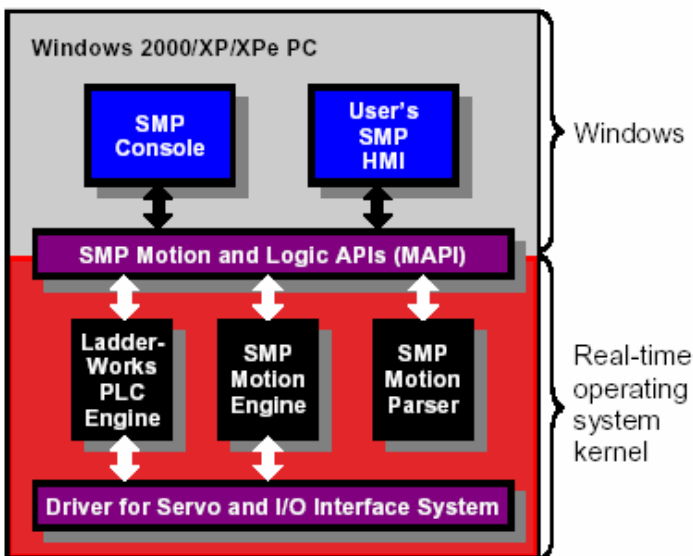 Windows 2000/XP/XPe PC
SMP
Console
User's
SMP
HMI
Windows
SMP Motion and Logic APIs (MAPI)
Ladder-
Works
PLC
Engine
SMP
Motion
Engine
SMP
Motion
Parser
Real-time
operating
system
kernel
Driver for Servo and I/O Interface System